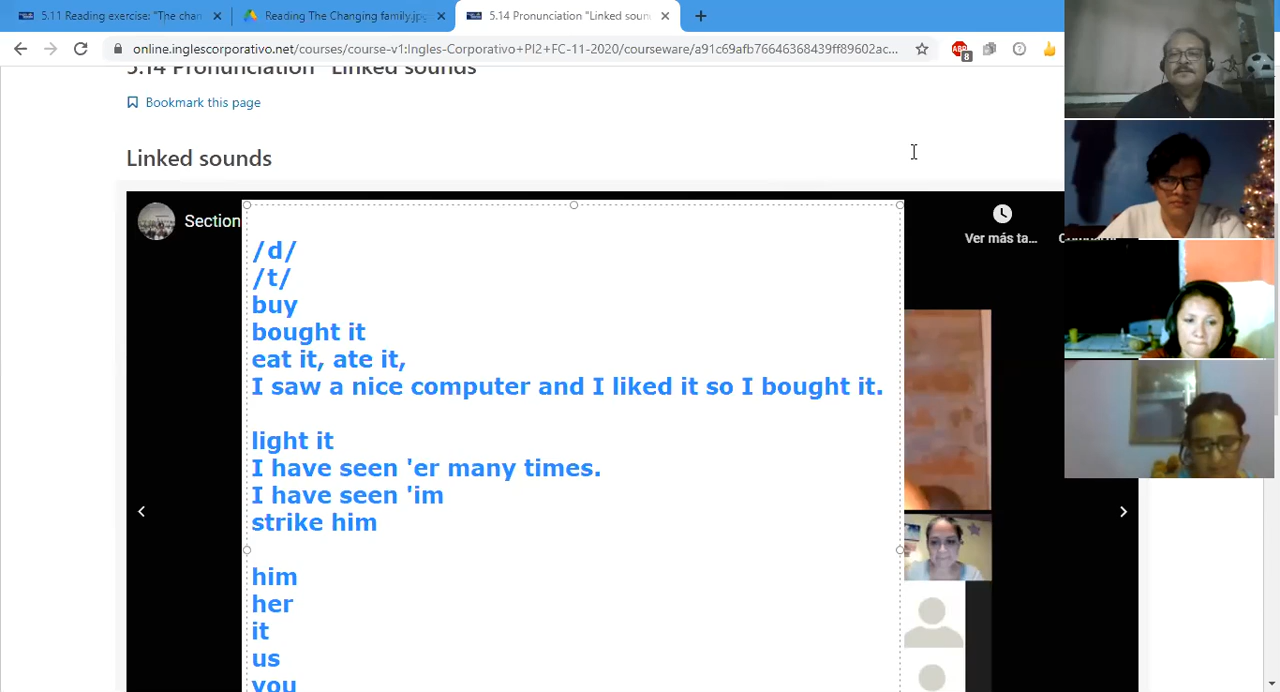 5.11 Reading exercise: "The chan
Reading The Changing family.jpg
5.14 Pronunciation "Linked soun
online.inglescorporativo.net/courses/course-v1:Ingles-Corporativo+PI2+FC-11-2020/courseware/a91c69afb76646368439ff89602ac...
ABP
8
5.14 Pronunciation "Linked sounds
Bookmark this page
Linked sounds
Section
Ver más ta...
/d/
/t/
buy
bought it
eat it, ate it,
I saw a nice computer and I liked it so I bought it.
light it
I have seen 'er many times.
I have seen 'im
strike him
him
her
it
us
you